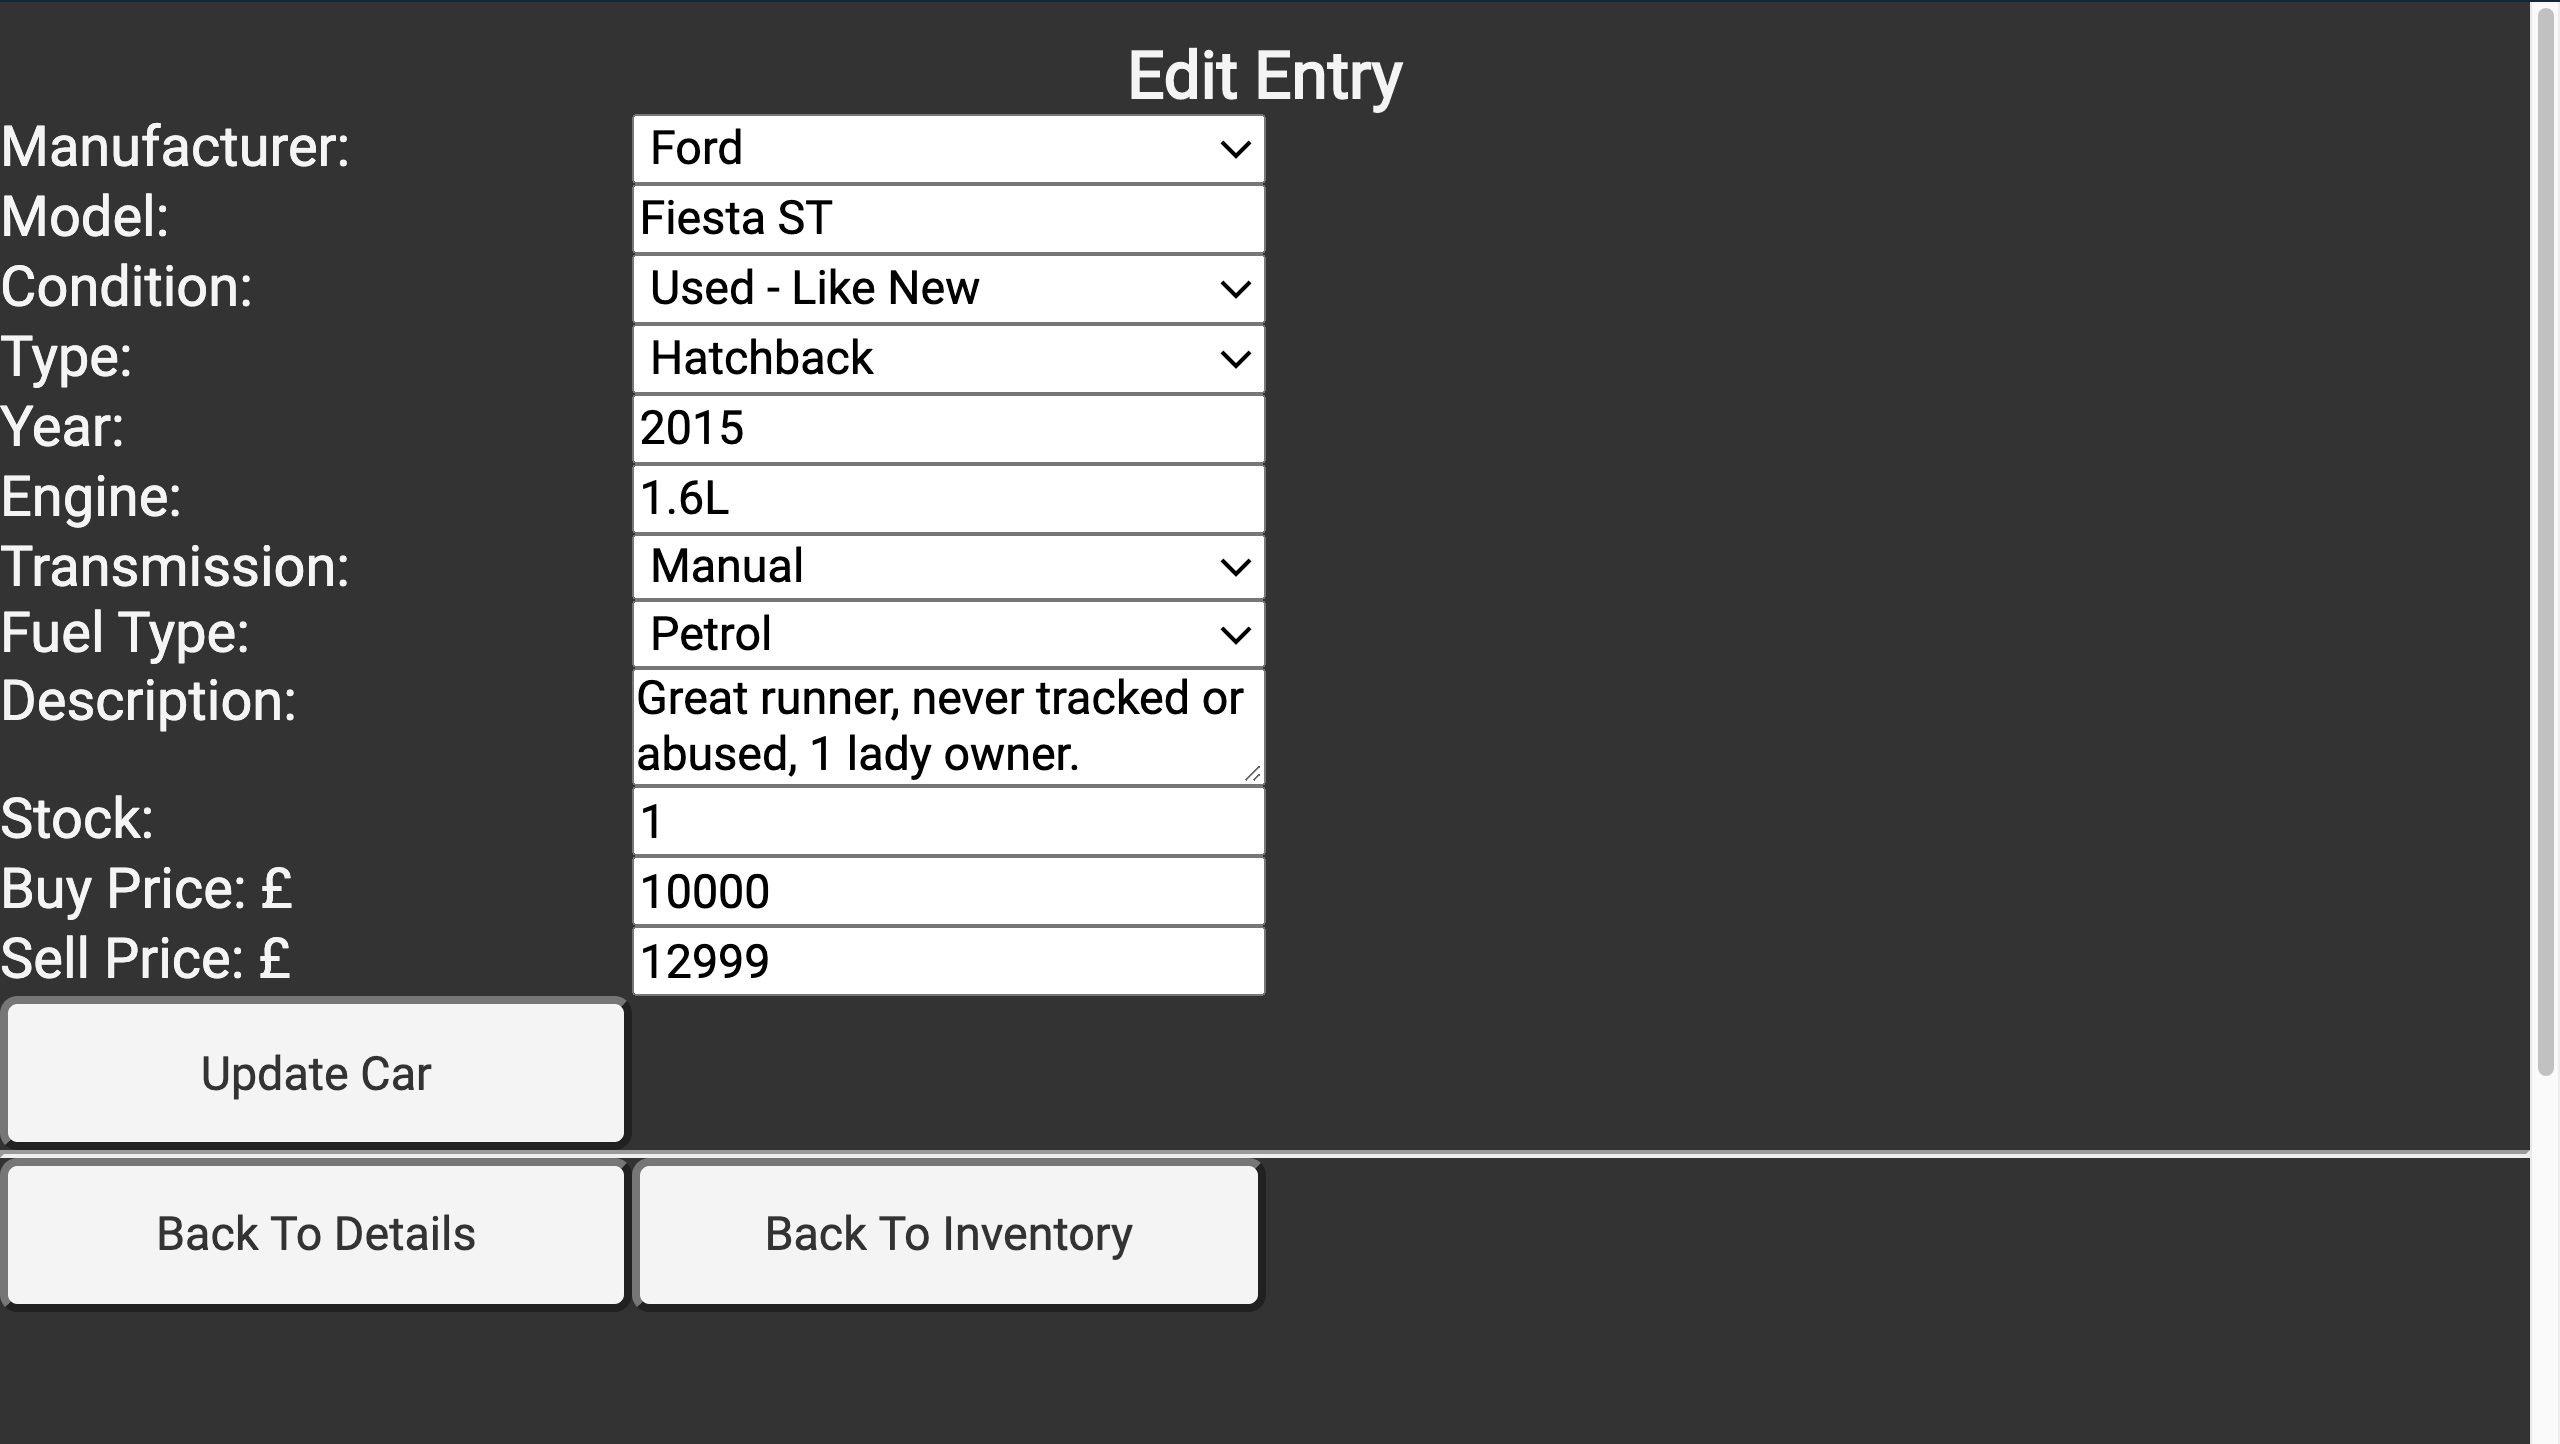 Edit Entry
Manufacturer: Ford
Model: Fiesta ST
Condition: Used - Like New
Type: Hatchback
Year: 2015
Engine: 1.6L
Transmission: Manual
Fuel Type: Petrol
Description: Great runner, never tracked or
abused, 1 lady owner.
Stock: 1
Buy Price: £ 10000
Sell Price: £ 12999
Update Car
Back To Details Back To Inventory